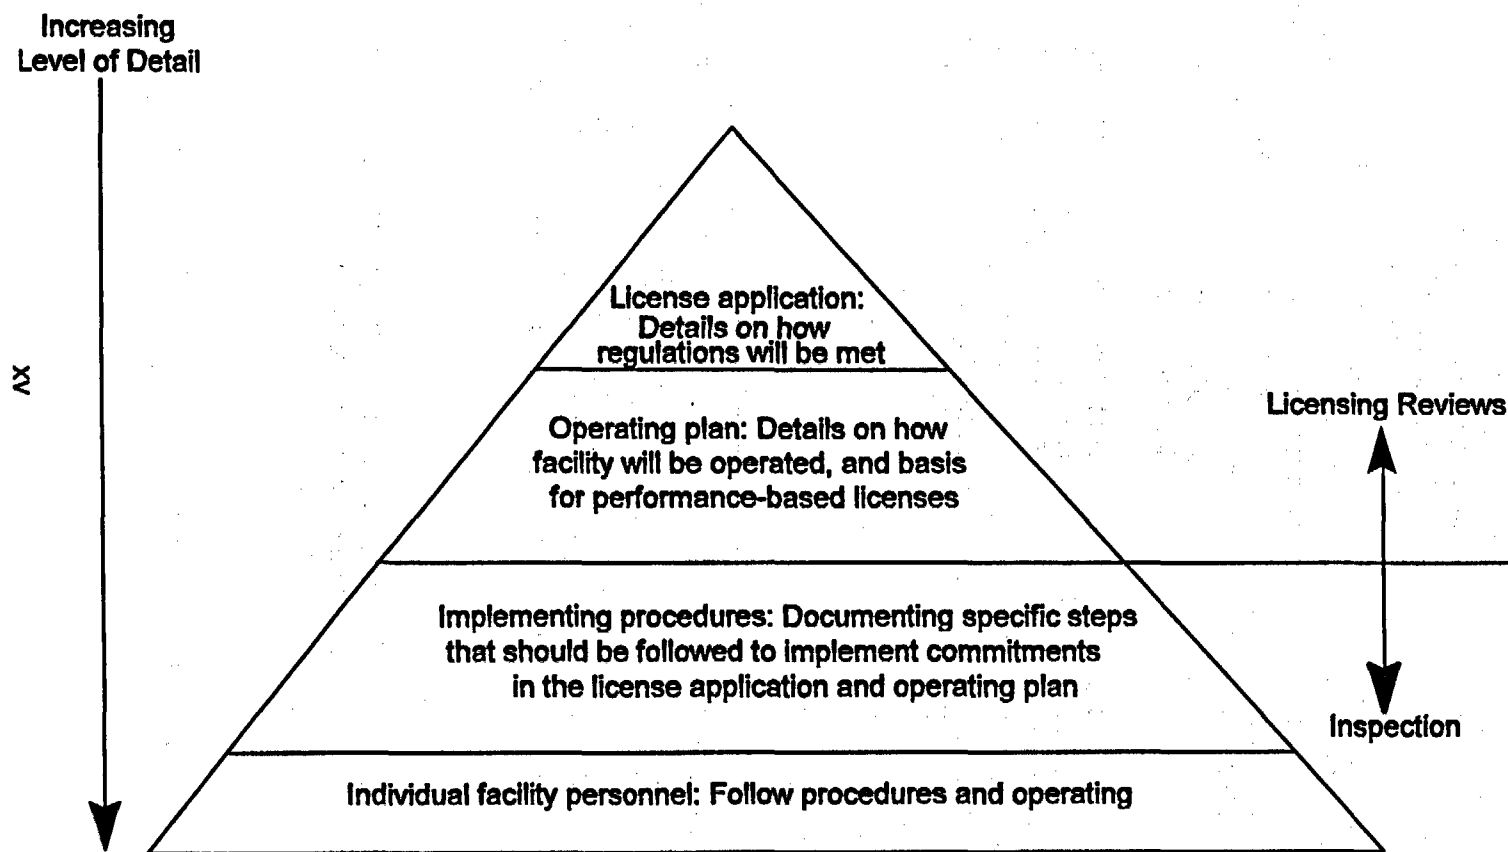 Increasing
Level of Detail
License application:
Details on how
regulations will be met
Operating plan: Details on how
facility will be operated, and basis
for performance-based licenses
Licensing Reviews
Implementing procedures: Documenting specific steps
that should be followed to implement commitments
in the license application and operating plan
Inspection
Individual facility personnel: Follow procedures and operating
xv